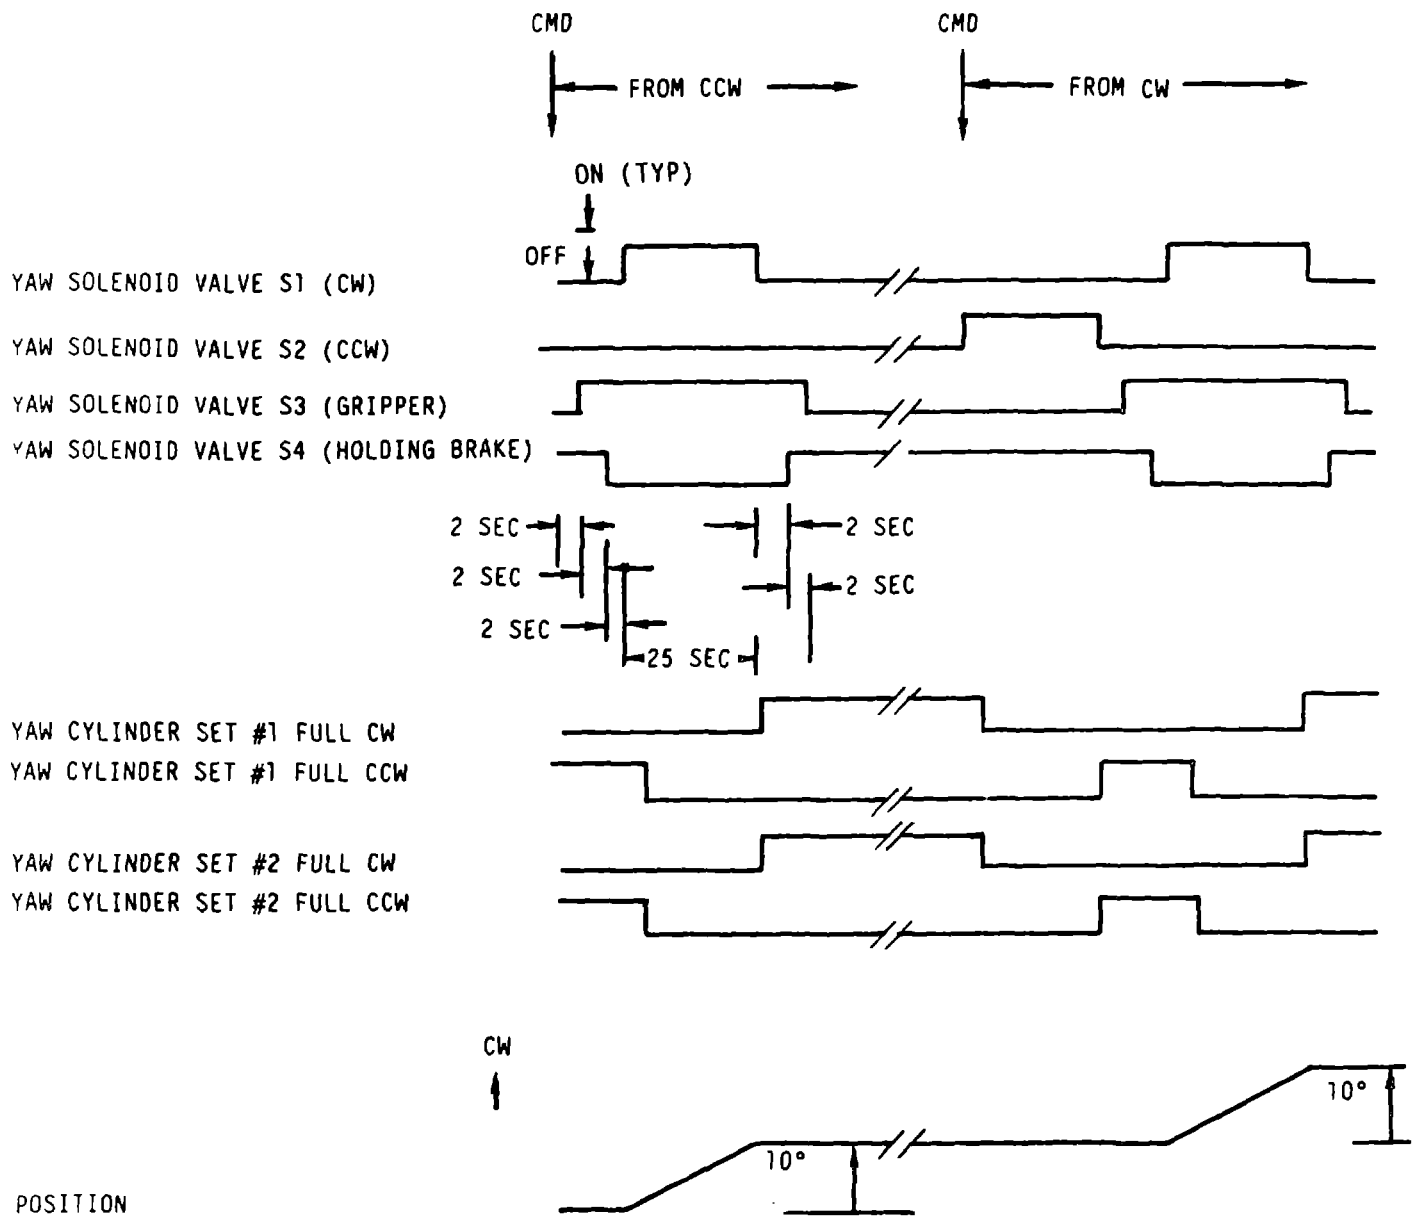 CMD CMD
FROM CCW FROM CW
ON (TYP)
OFF
YAW SOLENOID VALVE S1 (CW)
YAW SOLENOID VALVE S2 (CCW)
YAW SOLENOID VALVE S3 (GRIPPER)
YAW SOLENOID VALVE S4 (HOLDING BRAKE)
2 SEC 2 SEC
2 SEC 2 SEC
2 SEC
25 SEC
YAW CYLINDER SET #1 FULL CW
YAW CYLINDER SET #1 FULL CCW
YAW CYLINDER SET #2 FULL CW
YAW CYLINDER SET #2 FULL CCW
CW
10°
10°
POSITION